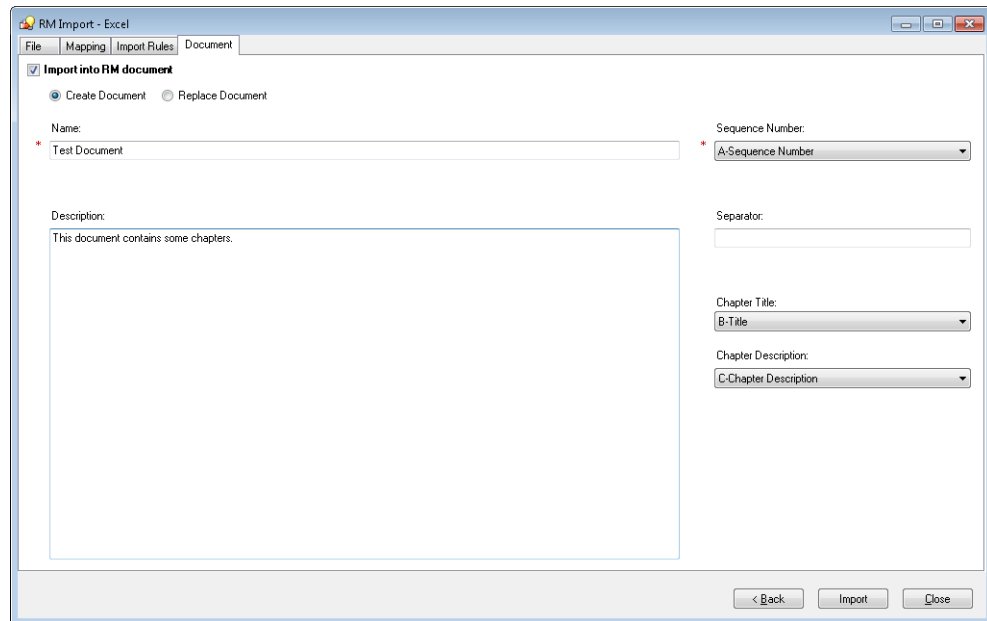 RM Import - Excel
File Mapping Import Rules Document
Import into RM document
Create Document Replace Document
Name: Sequence Number:
* Test Document * A-Sequence Number
Description: Separator:
This document contains some chapters.
Chapter Title:
B-Title
Chapter Description:
C-Chapter Description
< Back Import Close